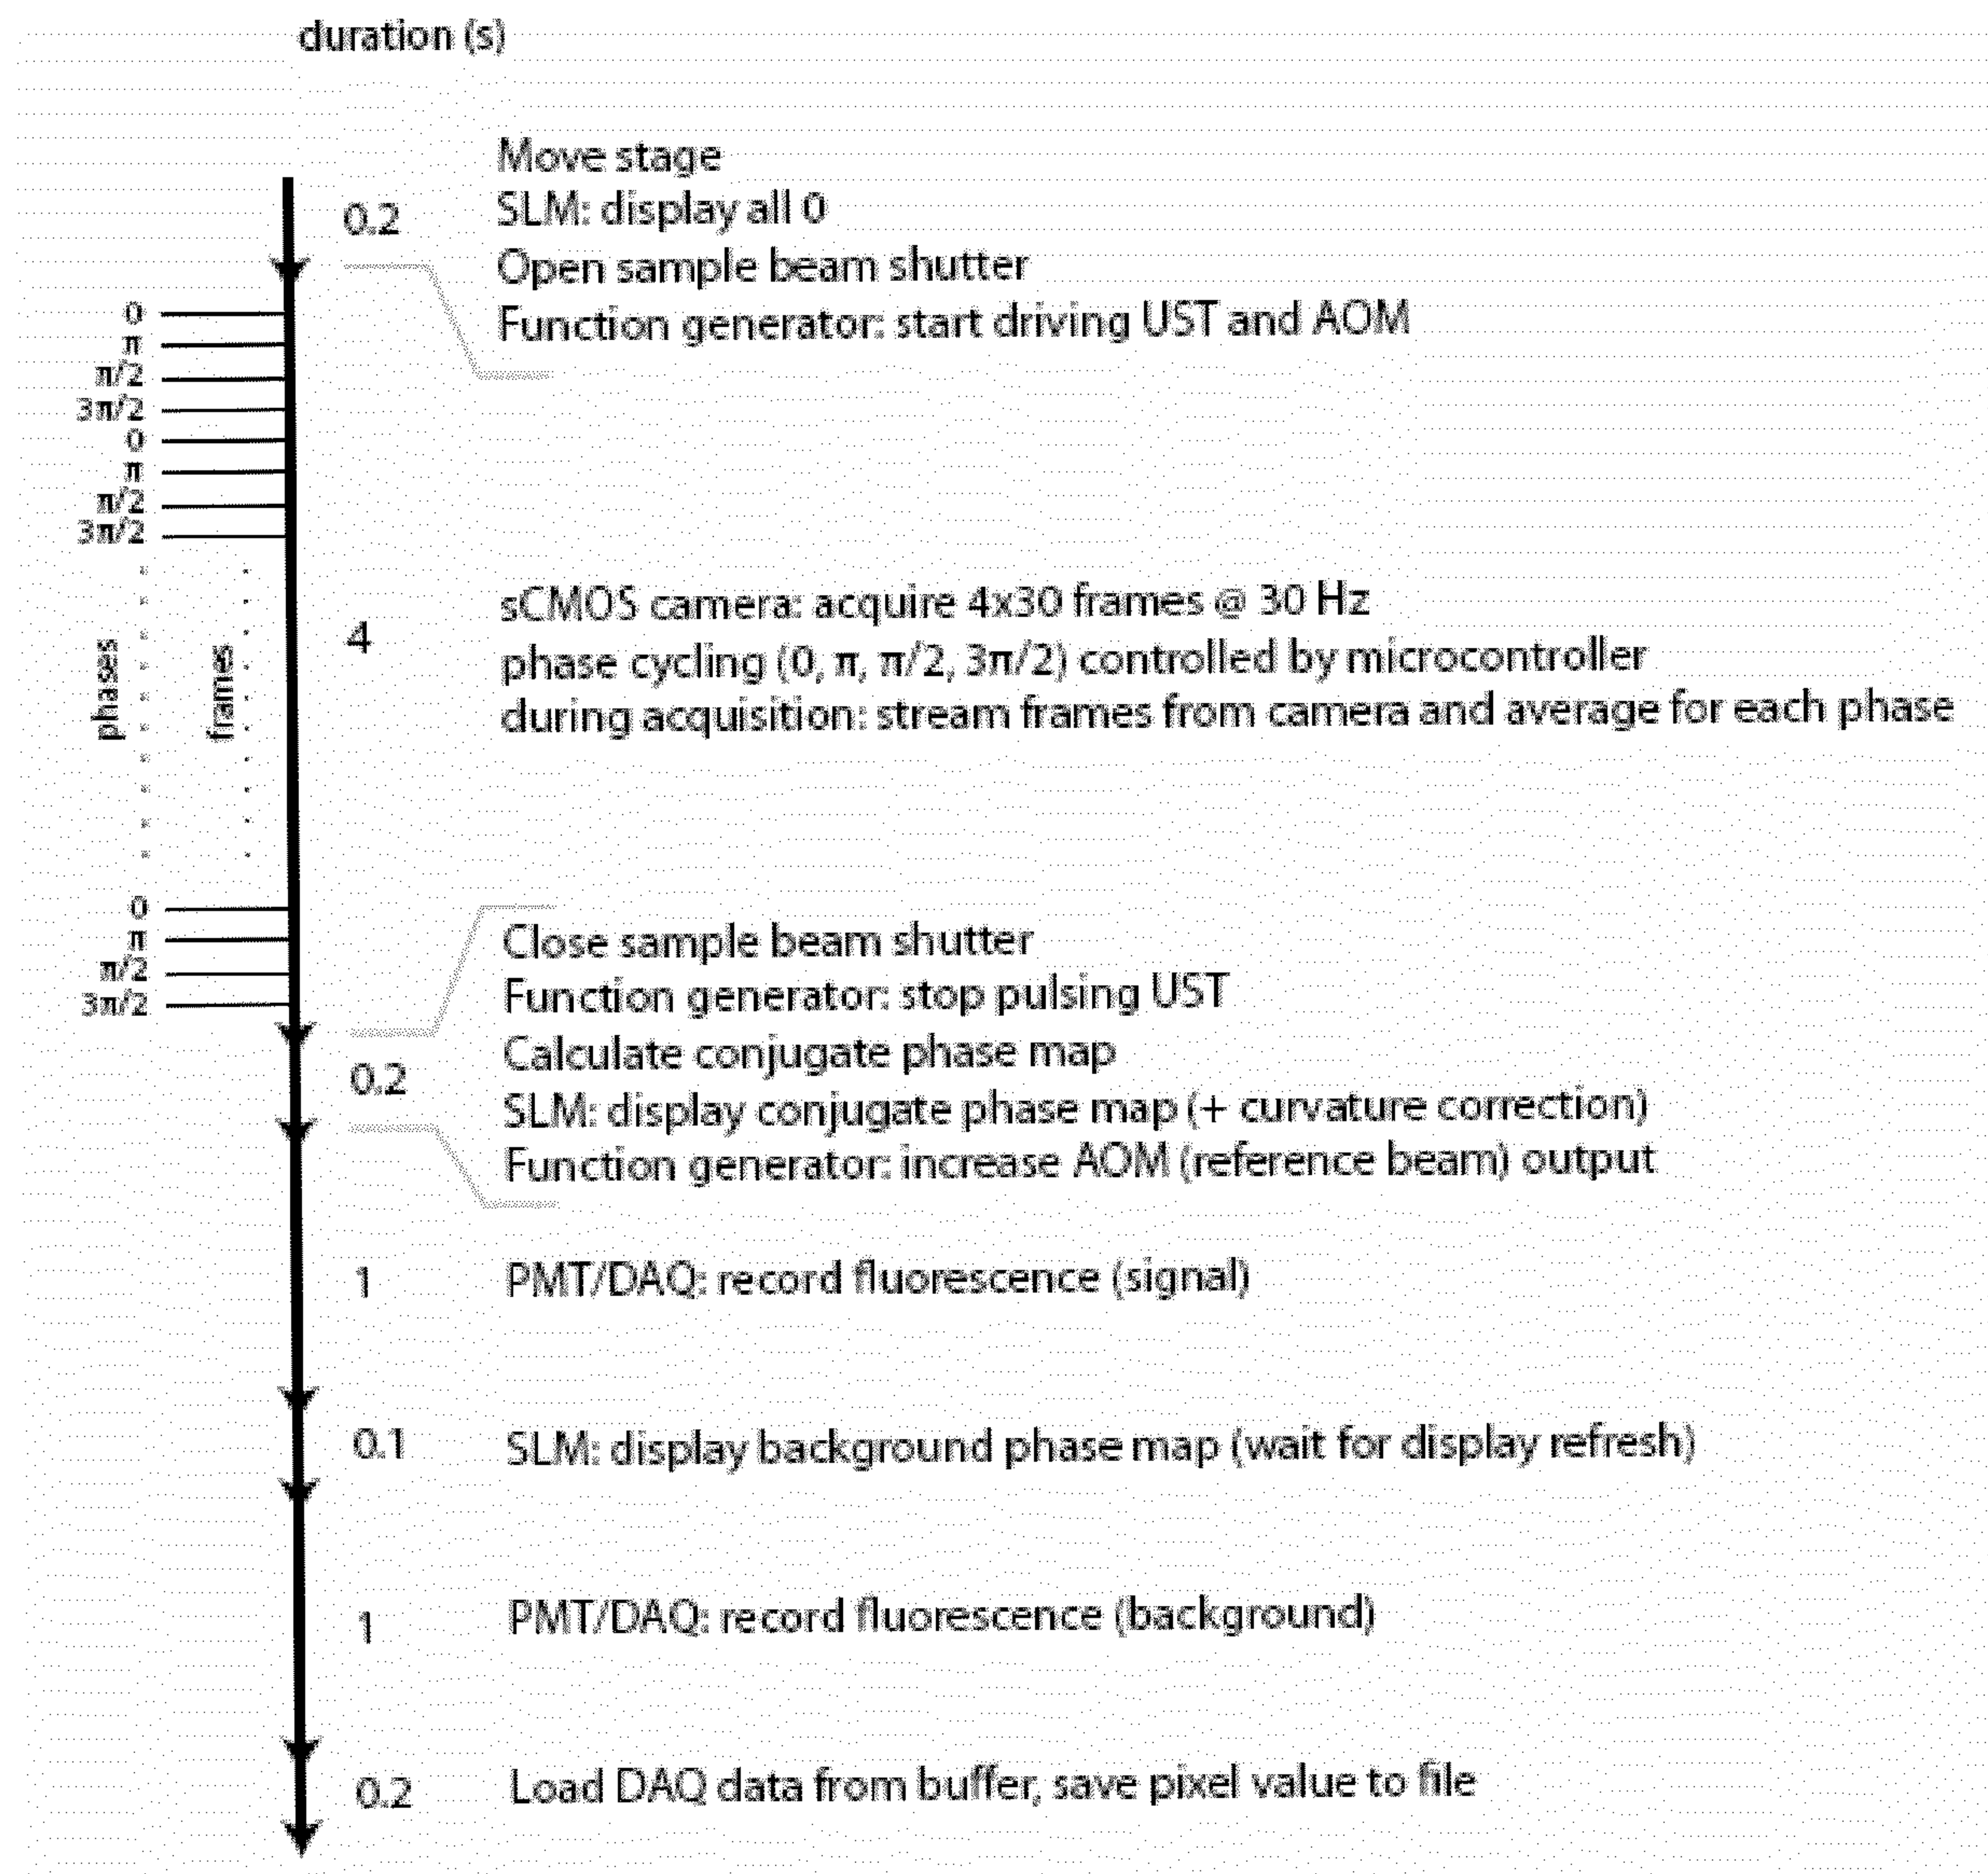 duration (s)
0.2
Move stage
SLM: display all 0
Open sample beam shutter
Function generator: start driving UST and AOM
0
π
π/2
3π/2
0
π
π/2
3π/2
phases
frames
4
sCMOS camera: acquire 4x30 frames @ 30 Hz
phase cycling (0, π, π/2, 3π/2) controlled by microcontroller
during acquisition: stream frames from camera and average for each phase
0
π
π/2
3π/2
0.2
Close sample beam shutter
Function generator: stop pulsing UST
Calculate conjugate phase map
SLM: display conjugate phase map (+ curvature correction)
Function generator: increase AOM (reference beam) output
1
PMT/DAQ: record fluorescence (signal)
0.1
SLM: display background phase map (wait for display refresh)
1
PMT/DAQ: record fluorescence (background)
0.2
Load DAQ data from buffer, save pixel value to file